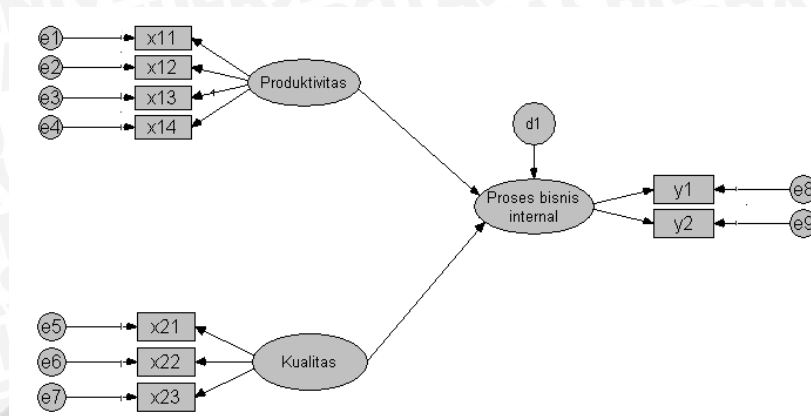 e1
x11
e2
x12
e3
x13
e4
x14
Produktivitas
d1
Proses bisnis
internal
y1
e8
y2
e9
e5
x21
e6
x22
e7
x23
Kualitas